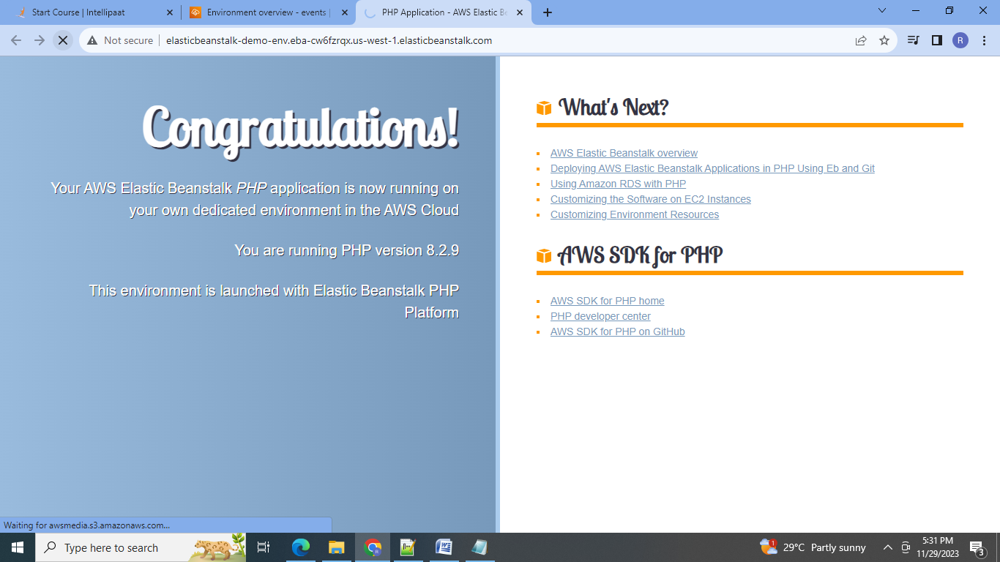 Start Course | Intellipaat
Environment overview - events |
PHP Application - AWS Elastic Be
Not secure
elasticbeanstalk-demo-env.eba-cw6fzrqx.us-west-1.elasticbeanstalk.com
R
Congratulations!
Your AWS Elastic Beanstalk PHP application is now running on
your own dedicated environment in the AWS Cloud
You are running PHP version 8.2.9
This environment is launched with Elastic Beanstalk PHP
Platform
What's Next?
AWS Elastic Beanstalk overview
Deploying AWS Elastic Beanstalk Applications in PHP Using Eb and Git
Using Amazon RDS with PHP
Customizing the Software on EC2 Instances
Customizing Environment Resources
AWS SDK for PHP
AWS SDK for PHP home
PHP developer center
AWS SDK for PHP on GitHub
Waiting for awsmedia.s3.amazonaws.com...
Type here to search
1
29°C Partly sunny
5:31 PM
11/29/2023
3